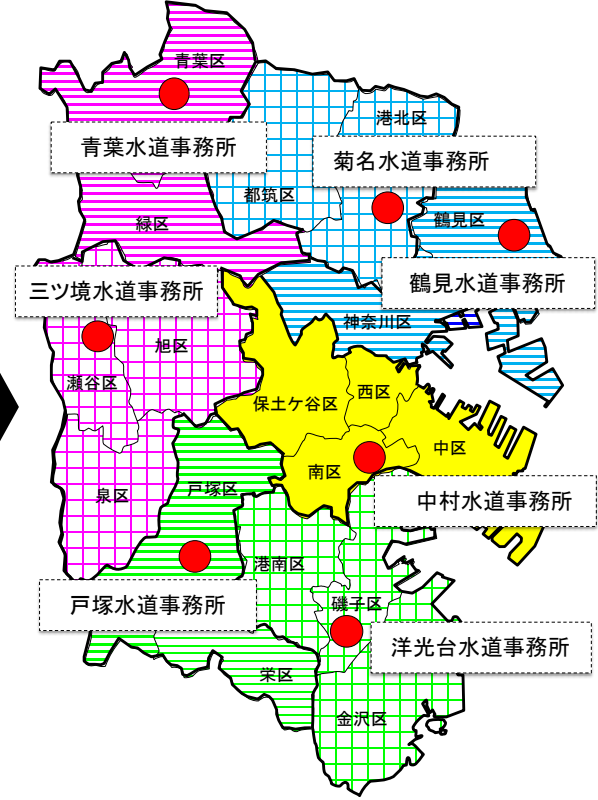 青葉区
港北区
青葉水道事務所
菊名水道事務所
都筑区
鶴見区
緑区
鶴見水道事務所
三ツ境水道事務所
神奈川区
旭区
瀬谷区
西区
保土ケ谷区
中区
南区
戸塚区
泉区
中村水道事務所
港南区
戸塚水道事務所
磯子区
洋光台水道事務所
栄区
金沢区